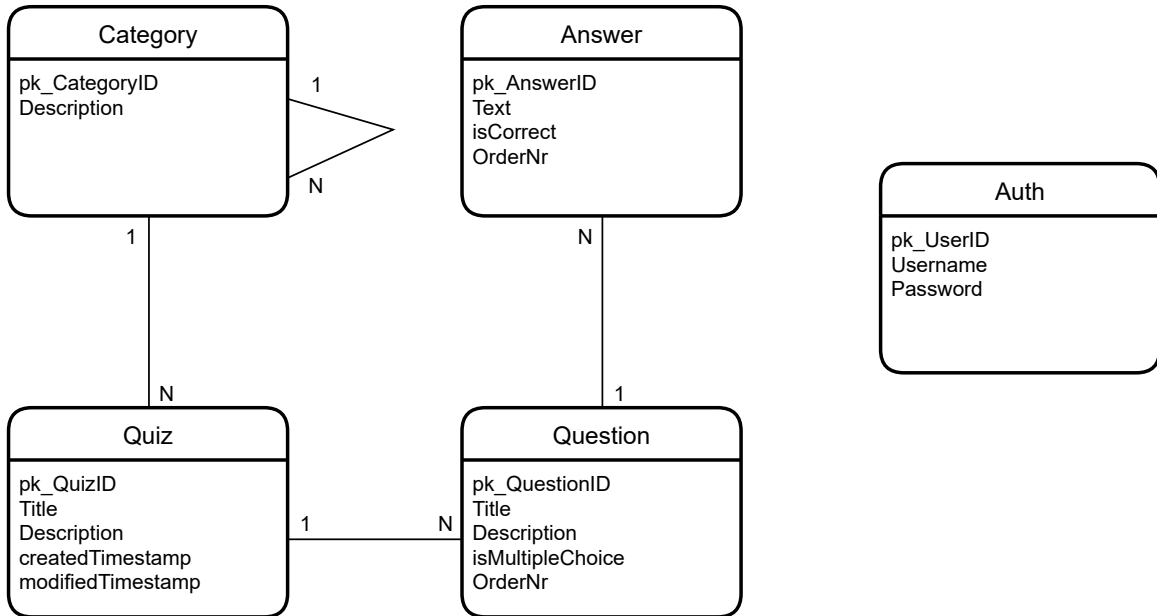 Category
pk_CategoryID
Description
1
N
Answer
pk_AnswerID
Text
isCorrect
OrderNr
Auth
pk_UserID
Username
Password
1
N
N
1
Quiz
pk_QuizID
Title
Description
createdTimestamp
modifiedTimestamp
1
N
Question
pk_QuestionID
Title
Description
isMultipleChoice
OrderNr